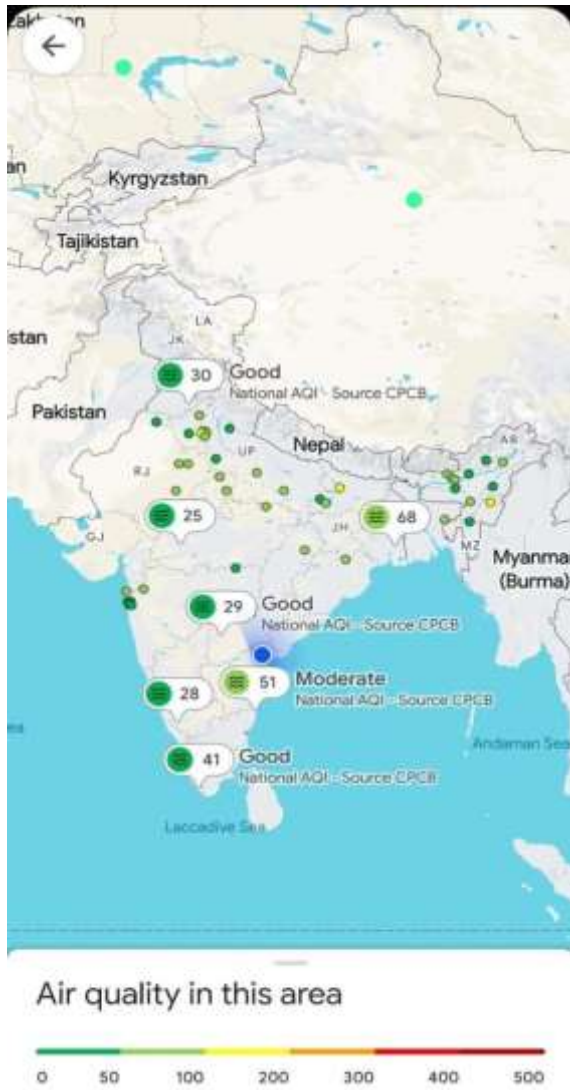 Kyrgyzstan
Tajikistan
LA
JK
30 Good
National AQI - Source CPCB
Pakistan
Nepal
AR
UP
RJ
25
68
JH
GJ
MZ
Myanma
(Burma)
29 Good
National AQI - Source CPCB
51 Moderate
National AQI - Source CPCB
28
Andaman Sea
41 Good
National AQI - Source CPCB
Laccadive Sea
Air quality in this area
0 50 100 200 300 400 500